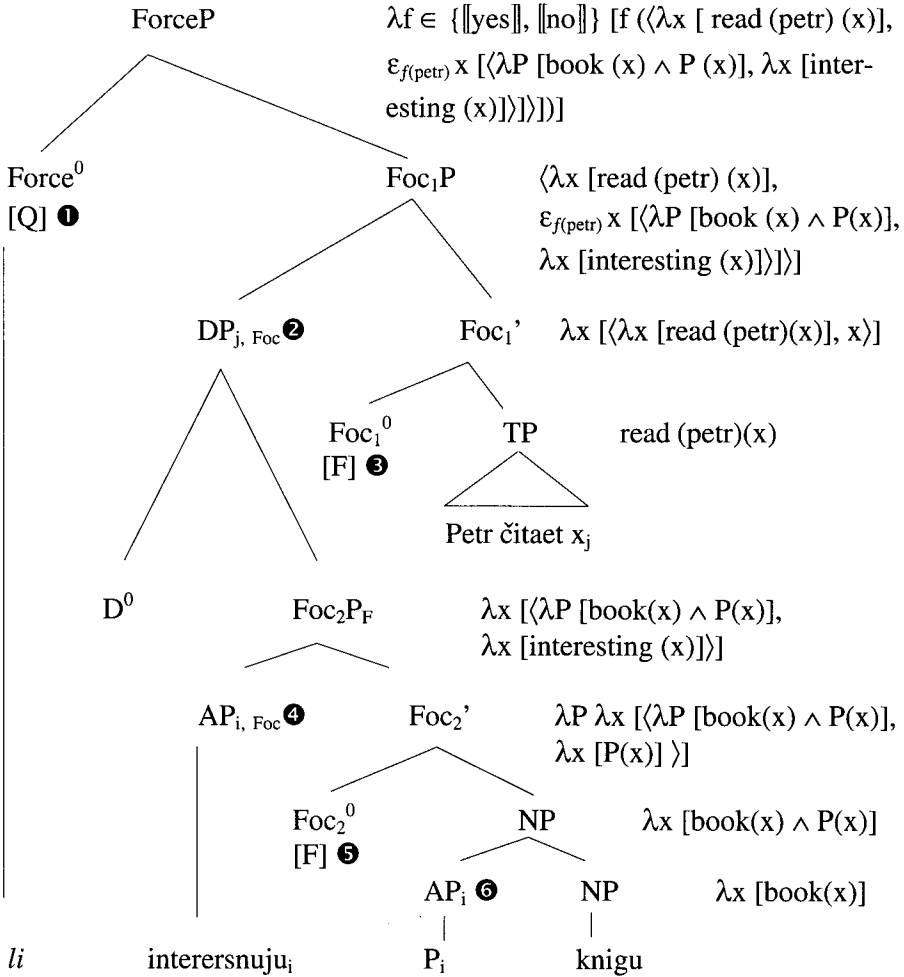 ForceP λf ∈ {⟦yes⟧, ⟦no⟧} [f (⟨λx [ read (petr) (x)],
ε_f(petr) x [⟨λP [book (x) ∧ P (x)], λx [inter-
esting (x)]⟩]⟩])]
Force⁰ Foc₁P ⟨λx [read (petr) (x)],
[Q] ❶ ε_f(petr) x [⟨λP [book (x) ∧ P(x)],
λx [interesting (x)]⟩]⟩]
DP_j, Foc ❷ Foc₁’ λx [⟨λx [read (petr)(x)], x⟩]
Foc₁⁰ TP read (petr)(x)
[F] ❸
Petr čitaet x_j
D⁰ Foc₂P_F λx [⟨λP [book(x) ∧ P(x)],
λx [interesting (x)]⟩]
AP_i, Foc ❹ Foc₂’ λP λx [⟨λP [book(x) ∧ P(x)],
λx [P(x)] ⟩]
Foc₂⁰ NP λx [book(x) ∧ P(x)]
[F] ❺
AP_i ❻ NP λx [book(x)]
li interersnuju_i P_i knigu